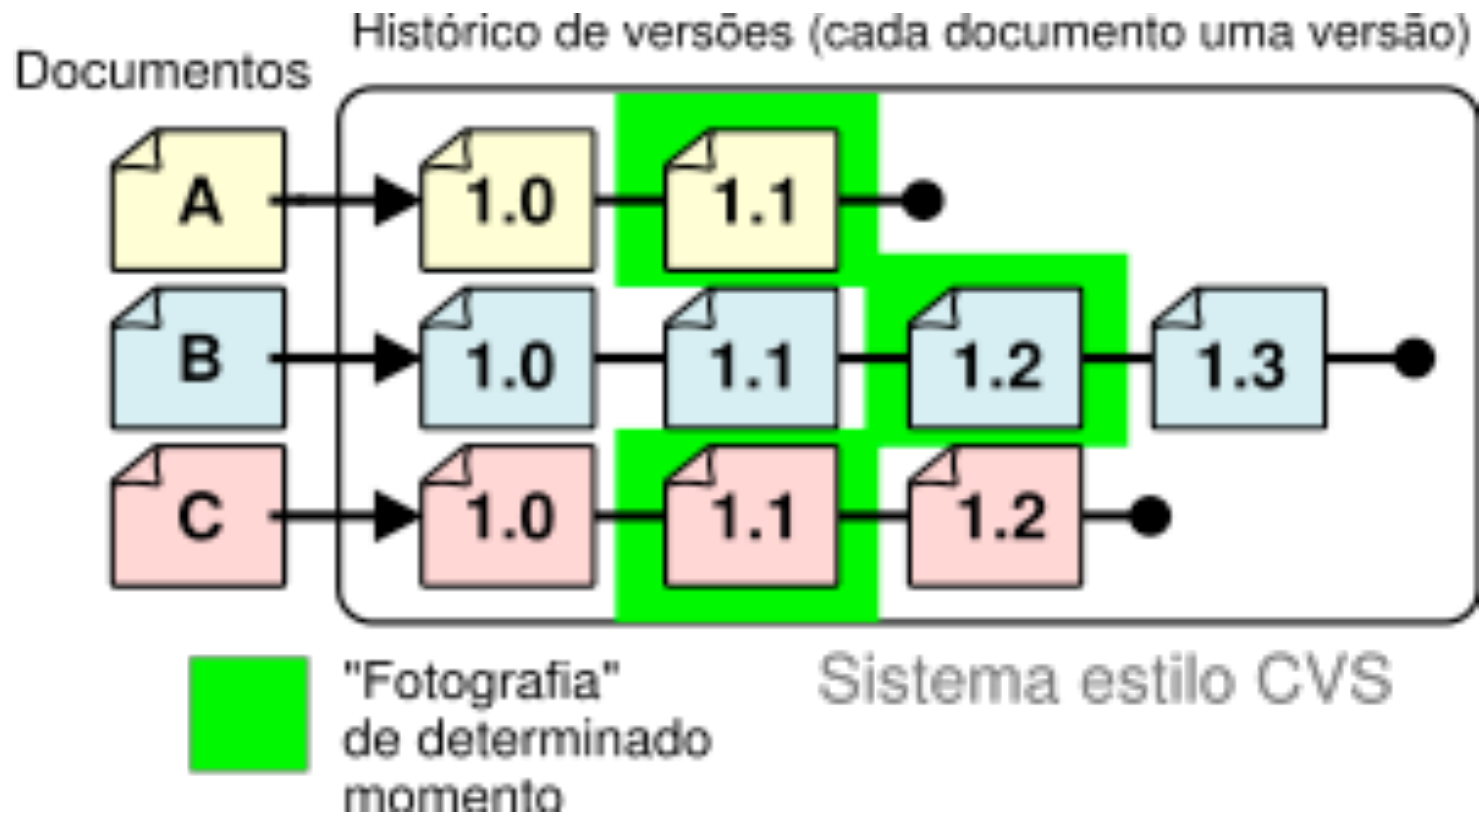 Histórico de versões (cada documento uma versão)
Documentos
A 1.0 1.1
B 1.0 1.1 1.2 1.3
C 1.0 1.1 1.2
"Fotografia"
de determinado
momento
Sistema estilo CVS